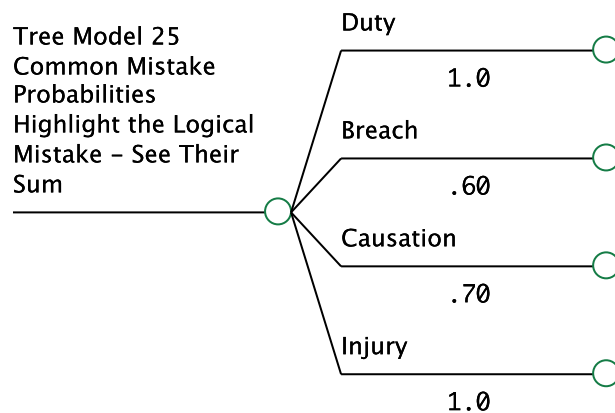 Tree Model 25
Common Mistake
Probabilities
Highlight the Logical
Mistake – See Their
Sum
Duty
1.0
Breach
.60
Causation
.70
Injury
1.0